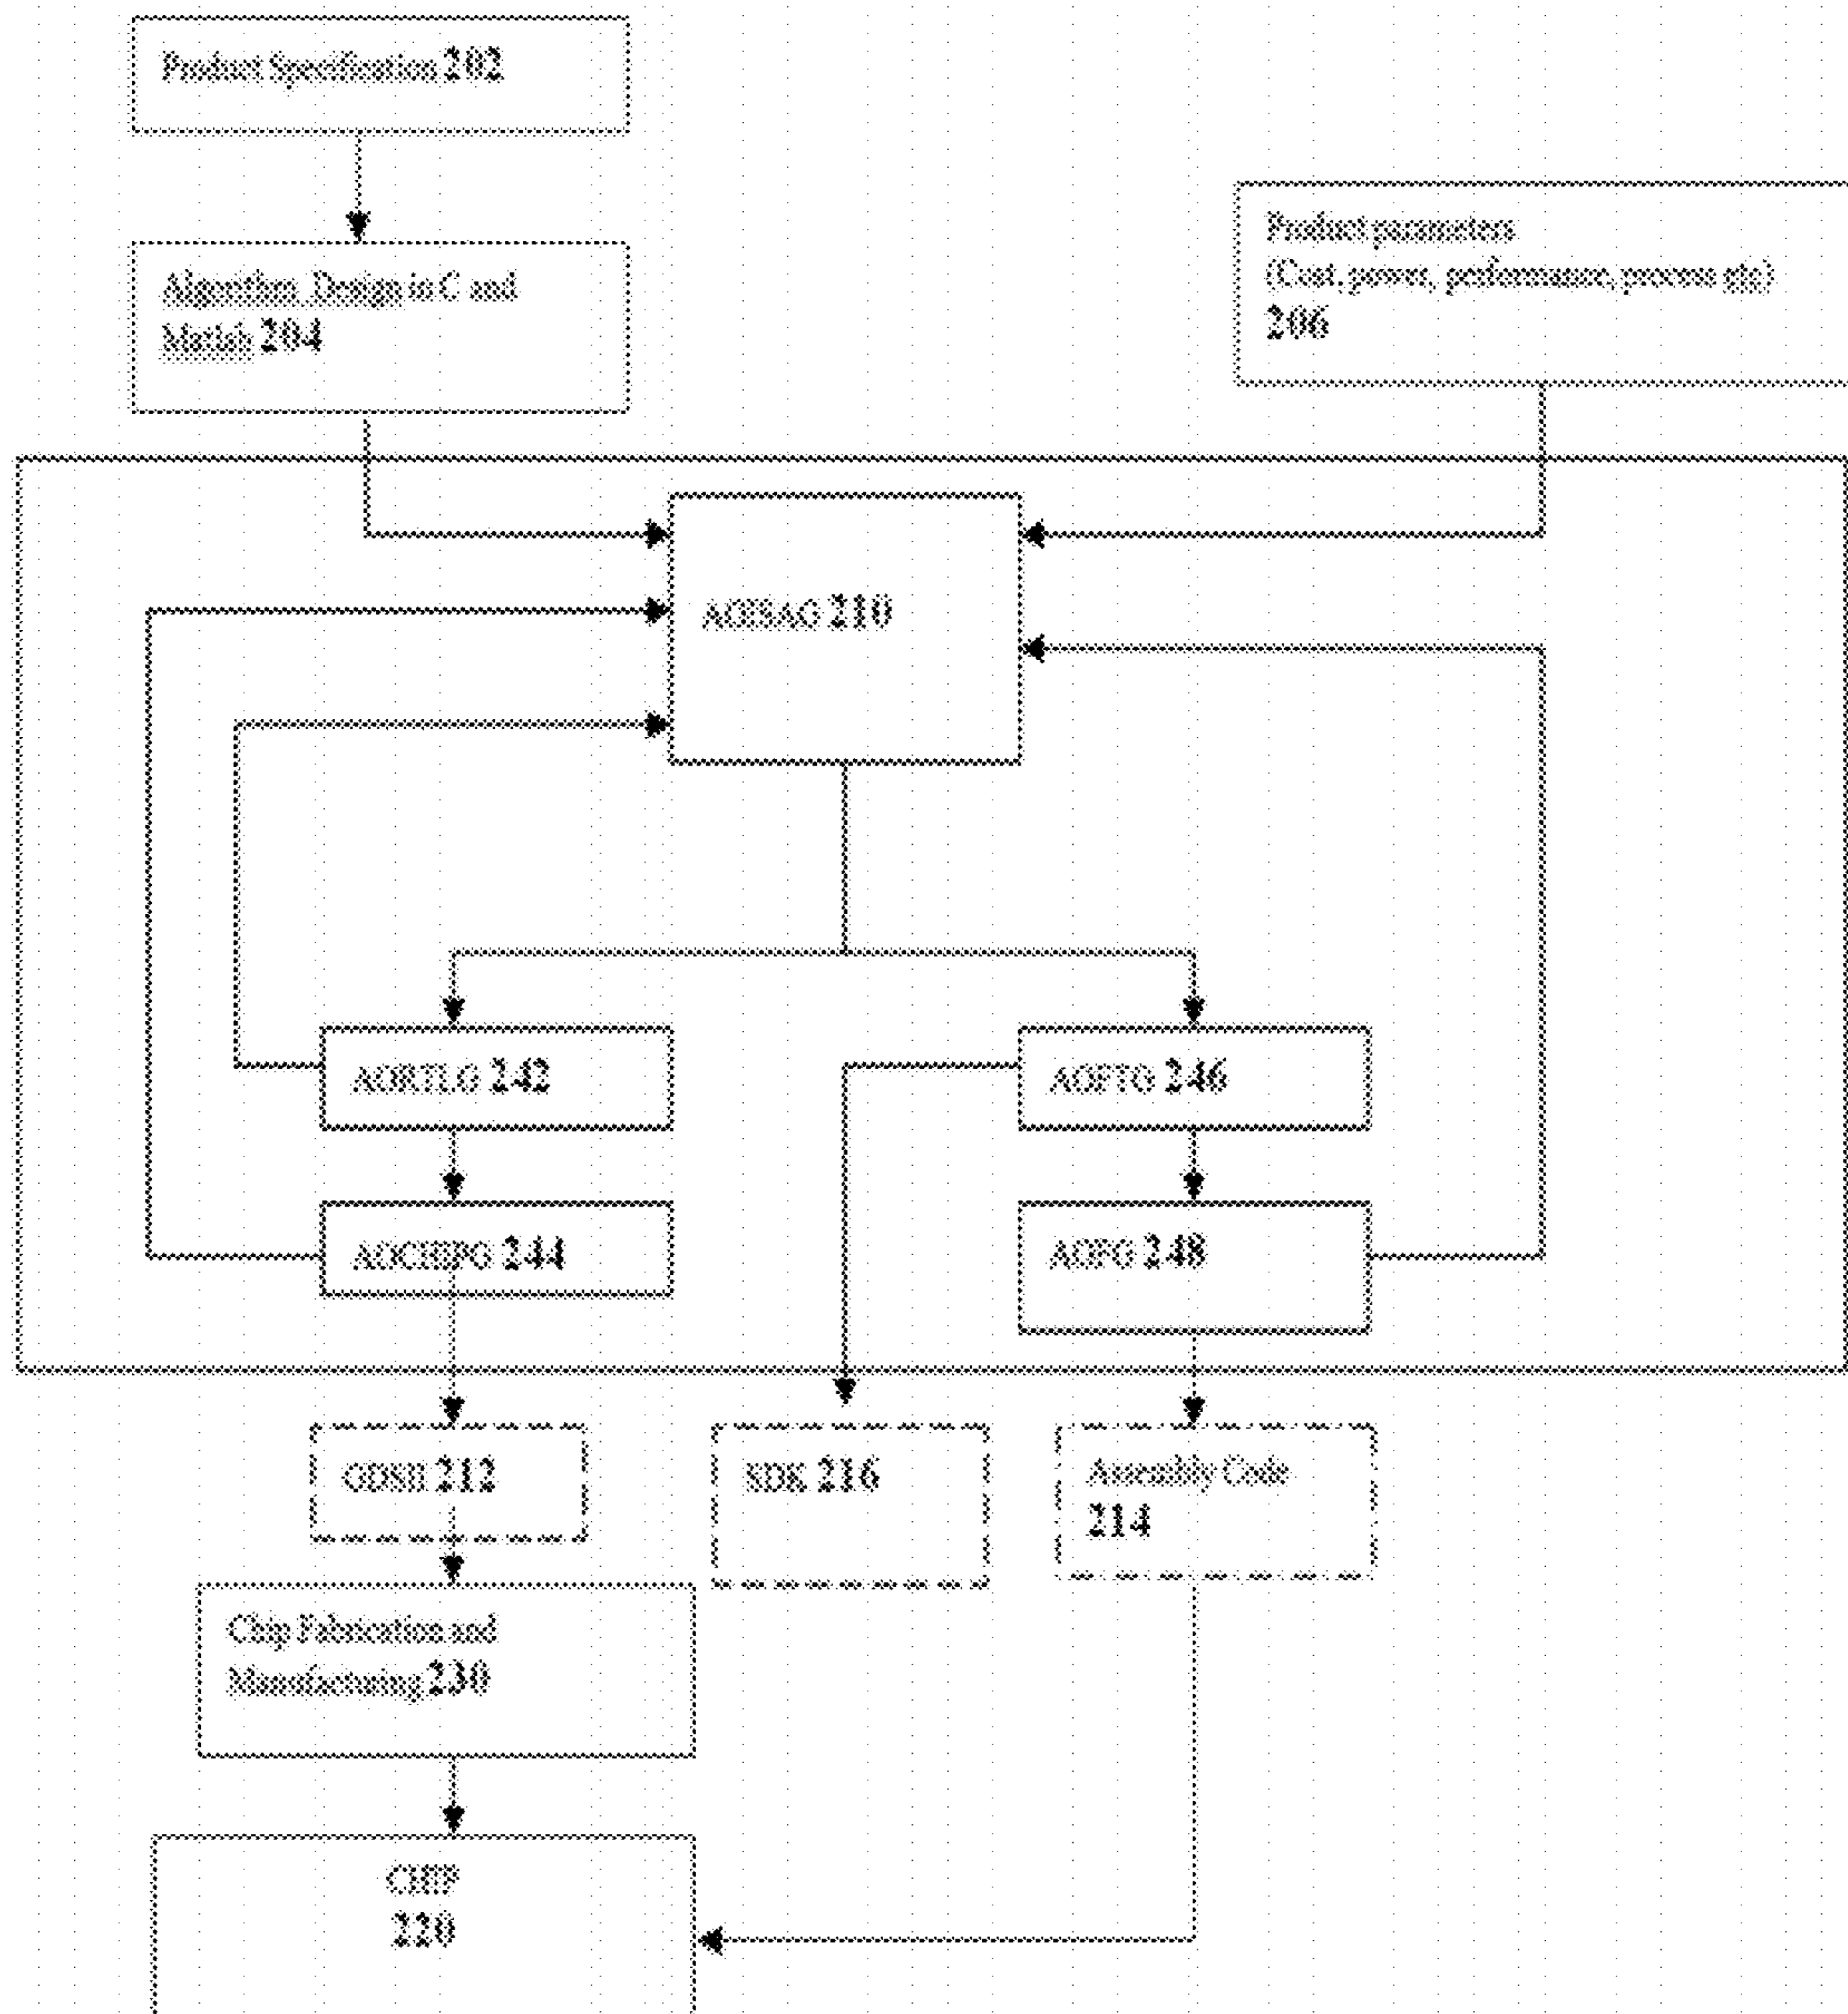 Product Specification 202
Algorithm Design in C and
Matlab 204
Product parameters
(Cost, power, performance, process etc)
206
ACESAG 210
AORTLG 242
AOFTG 246
AOCHIPG 244
AOFG 248
GDSII 212
SDK 216
Assembly Code
214
Chip Fabrication and
Manufacturing 230
CHIP
220